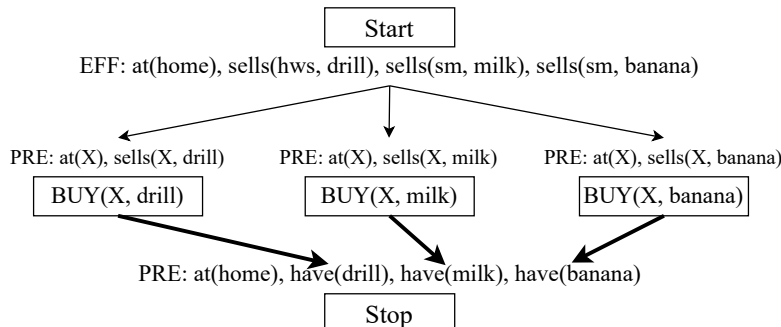 Start
EFF: at(home), sells(hws, drill), sells(sm, milk), sells(sm, banana)
PRE: at(X), sells(X, drill)
PRE: at(X), sells(X, milk)
PRE: at(X), sells(X, banana)
BUY(X, drill)
BUY(X, milk)
BUY(X, banana)
PRE: at(home), have(drill), have(milk), have(banana)
Stop